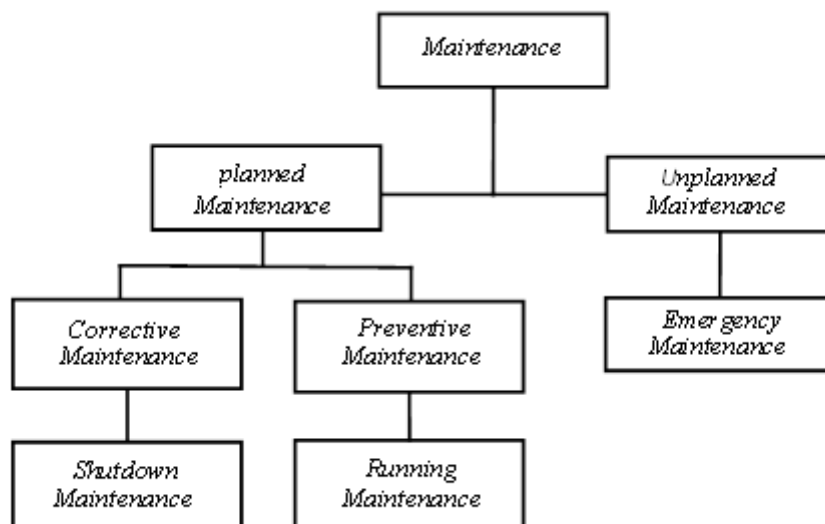 Maintenance
planned
Maintenance
Unplanned
Maintenance
Corrective
Maintenance
Preventive
Maintenance
Emergency
Maintenance
Shutdown
Maintenance
Running
Maintenance